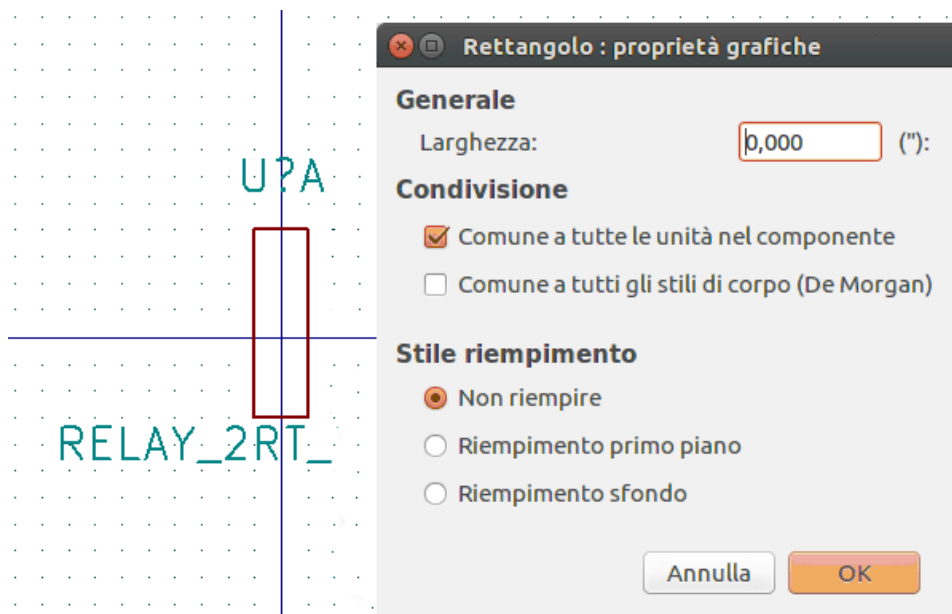 Rettangolo : proprietà grafiche
Generale
Larghezza: 0,000 ("):
Condivisione
Comune a tutte le unità nel componente
Comune a tutti gli stili di corpo (De Morgan)
Stile riempimento
Non riempire
Riempimento primo piano
Riempimento sfondo
Annulla OK
U?A
RELAY_2RT_